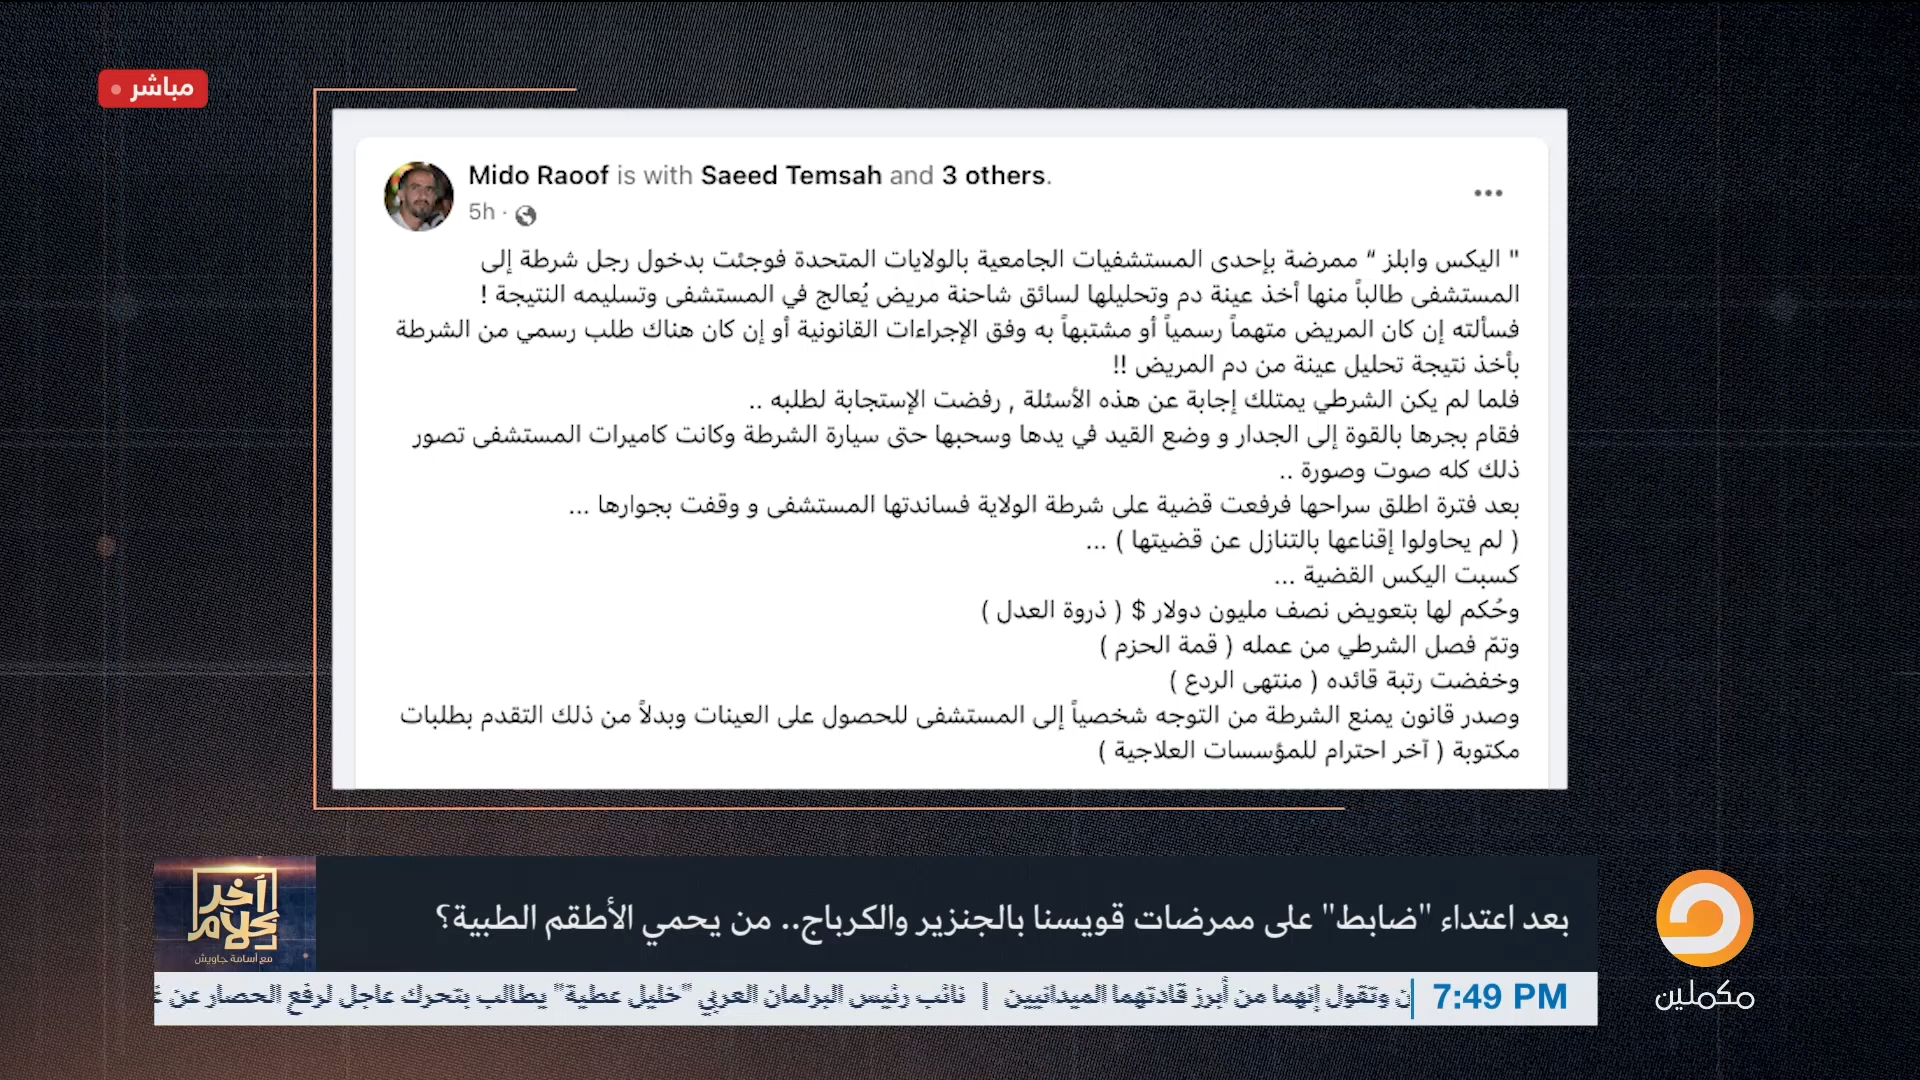 مباشر
Mido Raoof is with Saeed Temsah and 3 others.
5h ·
" اليكس وابلز " ممرضة بإحدى المستشفيات الجامعية بالولايات المتحدة فوجئت بدخول رجل شرطة إلى
المستشفى طالباً منها أخذ عينة دم وتحليلها لسائق شاحنة مريض يُعالج في المستشفى وتسليمه النتيجة !
فسألته إن كان المريض متهماً رسمياً أو مشتبهاً به وفق الإجراءات القانونية أو إن كان هناك طلب رسمي من الشرطة
بأخذ نتيجة تحليل عينة من دم المريض !!
فلما لم يكن الشرطي يمتلك إجابة عن هذه الأسئلة , رفضت الإستجابة لطلبه ..
فقام بجرها بالقوة إلى الجدار و وضع القيد في يدها وسحبها حتى سيارة الشرطة وكانت كاميرات المستشفى تصور
ذلك كله صوت وصورة ..
بعد فترة اطلق سراحها فرفعت قضية على شرطة الولاية فساندتها المستشفى و وقفت بجوارها ...
( لم يحاولوا إقناعها بالتنازل عن قضيتها ) ...
كسبت اليكس القضية ...
وحُكم لها بتعويض نصف مليون دولار $ ( ذروة العدل )
وتمّ فصل الشرطي من عمله ( قمة الحزم )
وخفضت رتبة قائده ( منتهى الردع )
وصدر قانون يمنع الشرطة من التوجه شخصياً إلى المستشفى للحصول على العينات وبدلاً من ذلك التقدم بطلبات
مكتوبة ( آخر احترام للمؤسسات العلاجية )
آخر
كلام
مع أسامة جاويش
بعد اعتداء "ضابط" على ممرضات قويسنا بالجنزير والكرباج.. من يحمي الأطقم الطبية؟
7:49 PM
ن وتقول إنهما من أبرز قادتهما الميدانيين | نائب رئيس البرلمان العربي "خليل عطية" يطالب بتحرك عاجل لرفع الحصار عن
مكملين